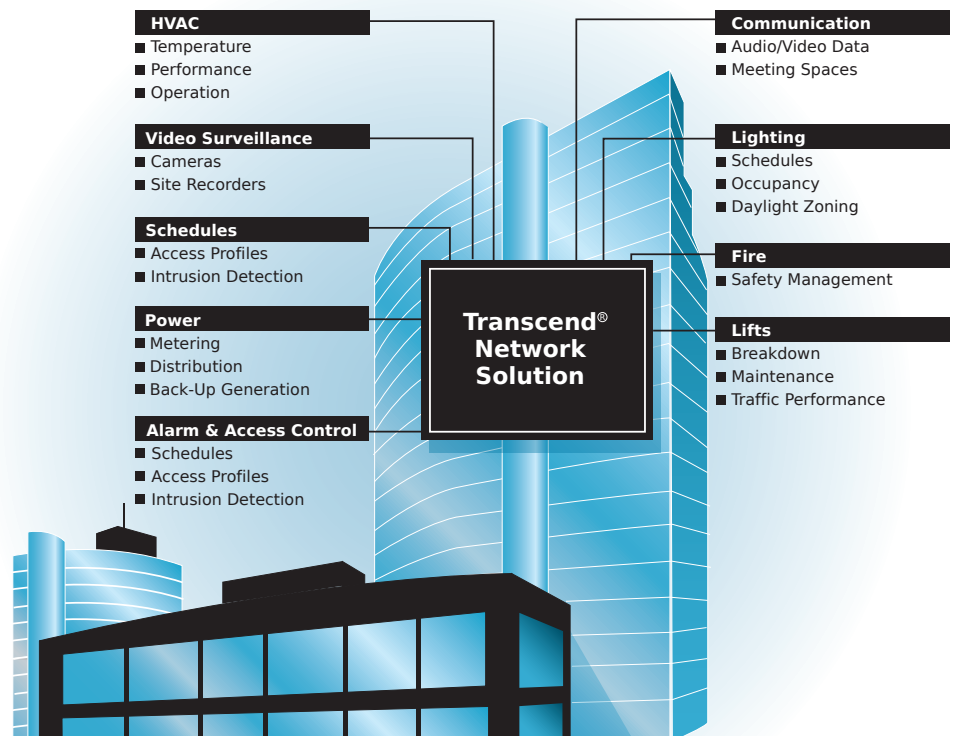 HVAC
Temperature
Performance
Operation
Video Surveillance
Cameras
Site Recorders
Schedules
Access Profiles
Intrusion Detection
Power
Metering
Distribution
Back-Up Generation
Alarm & Access Control
Schedules
Access Profiles
Intrusion Detection
Transcend®
Network
Solution
Communication
Audio/Video Data
Meeting Spaces
Lighting
Schedules
Occupancy
Daylight Zoning
Fire
Safety Management
Lifts
Breakdown
Maintenance
Traffic Performance